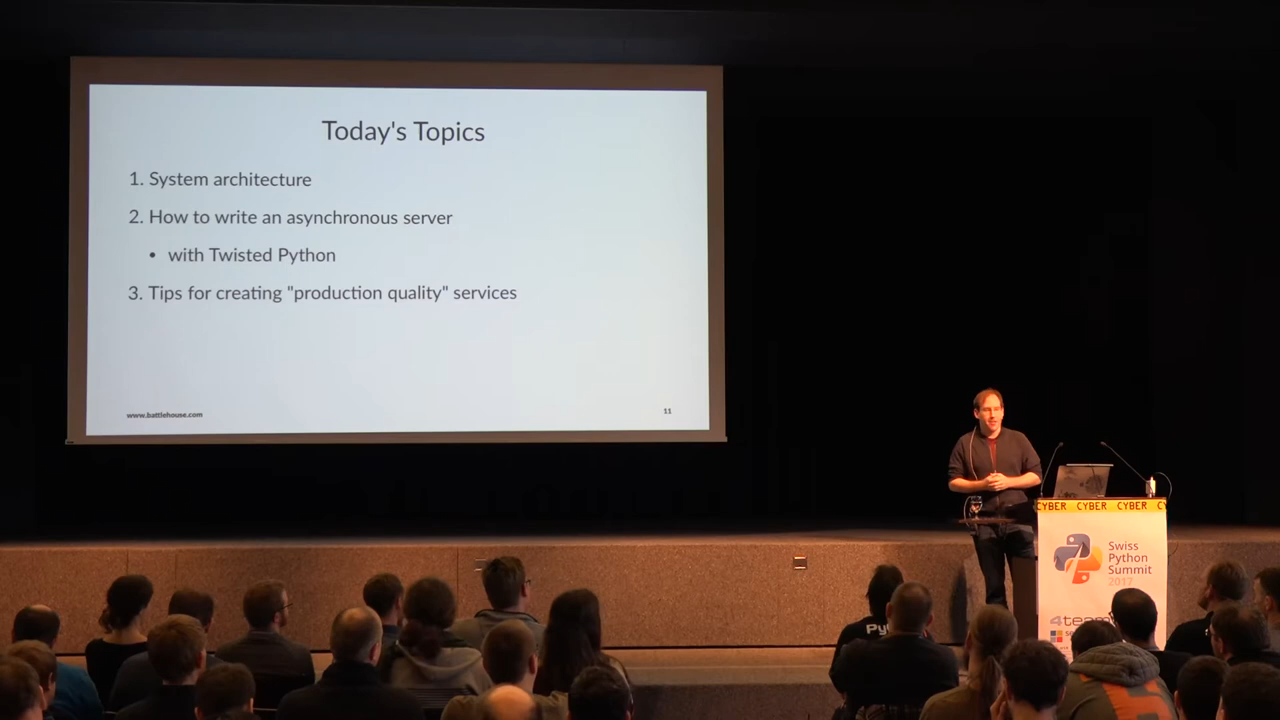 Today's Topics
1. System architecture
2. How to write an asynchronous server
• with Twisted Python
3. Tips for creating "production quality" services
www.battlehouse.com
11
CYBER CYBER CYBER CY
Swiss
Python
Summit
2017
4team